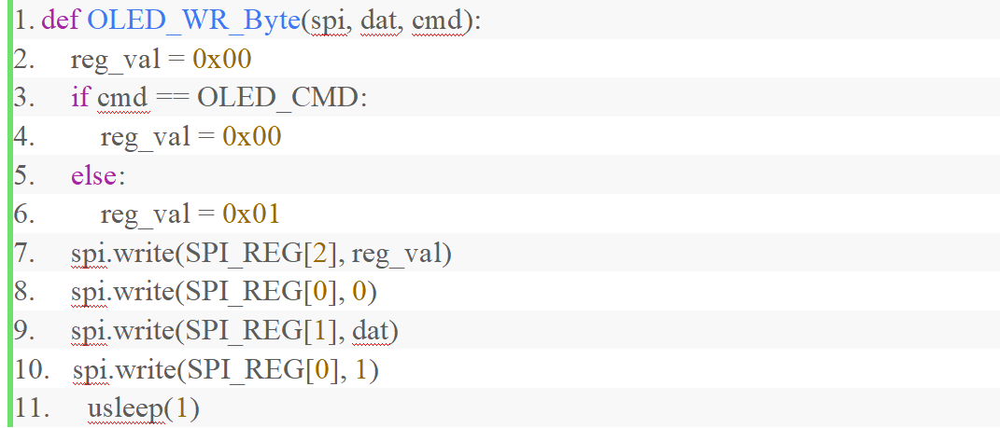 1. def OLED_WR_Byte(spi, dat, cmd):
2. reg_val = 0x00
3. if cmd == OLED_CMD:
4. reg_val = 0x00
5. else:
6. reg_val = 0x01
7. spi.write(SPI_REG[2], reg_val)
8. spi.write(SPI_REG[0], 0)
9. spi.write(SPI_REG[1], dat)
10. spi.write(SPI_REG[0], 1)
11. usleep(1)